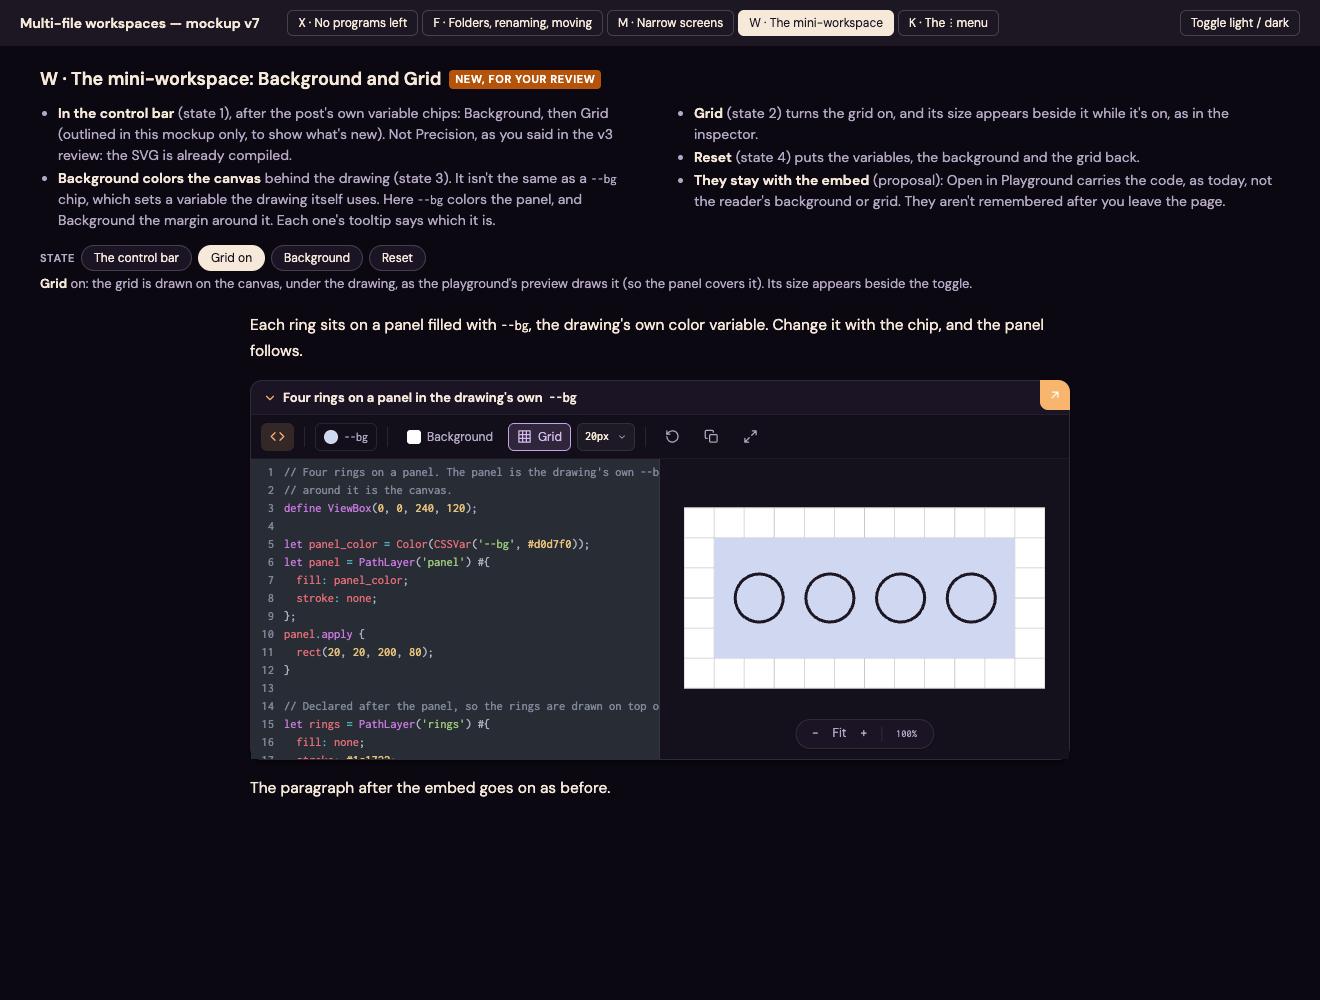 Multi-file workspaces — mockup v7
X · No programs left
F · Folders, renaming, moving
M · Narrow screens
W · The mini-workspace
K · The ⋮ menu
Toggle light / dark
W · The mini-workspace: Background and Grid
NEW, FOR YOUR REVIEW
• In the control bar (state 1), after the post's own variable chips: Background, then Grid
(outlined in this mockup only, to show what's new). Not Precision, as you said in the v3
review: the SVG is already compiled.
• Background colors the canvas behind the drawing (state 3). It isn't the same as a --bg
chip, which sets a variable the drawing itself uses. Here --bg colors the panel, and
Background the margin around it. Each one's tooltip says which it is.
• Grid (state 2) turns the grid on, and its size appears beside it while it's on, as in the
inspector.
• Reset (state 4) puts the variables, the background and the grid back.
• They stay with the embed (proposal): Open in Playground carries the code, as today, not
the reader's background or grid. They aren't remembered after you leave the page.
STATE
The control bar
Grid on
Background
Reset
Grid on: the grid is drawn on the canvas, under the drawing, as the playground's preview draws it (so the panel covers it). Its size appears beside the toggle.
Each ring sits on a panel filled with --bg, the drawing's own color variable. Change it with the chip, and the panel
follows.
Four rings on a panel in the drawing's own --bg
--bg
Background
Grid
20px
1 // Four rings on a panel. The panel is the drawing's own --b
2 // around it is the canvas.
3 define ViewBox(0, 0, 240, 120);
4
5 let panel_color = Color(CSSVar('--bg', #d0d7f0));
6 let panel = PathLayer('panel') #{
7 fill: panel_color;
8 stroke: none;
9 };
10 panel.apply {
11 rect(20, 20, 200, 80);
12 }
13
14 // Declared after the panel, so the rings are drawn on top o
15 let rings = PathLayer('rings') #{
16 fill: none;
− Fit + 100%
The paragraph after the embed goes on as before.